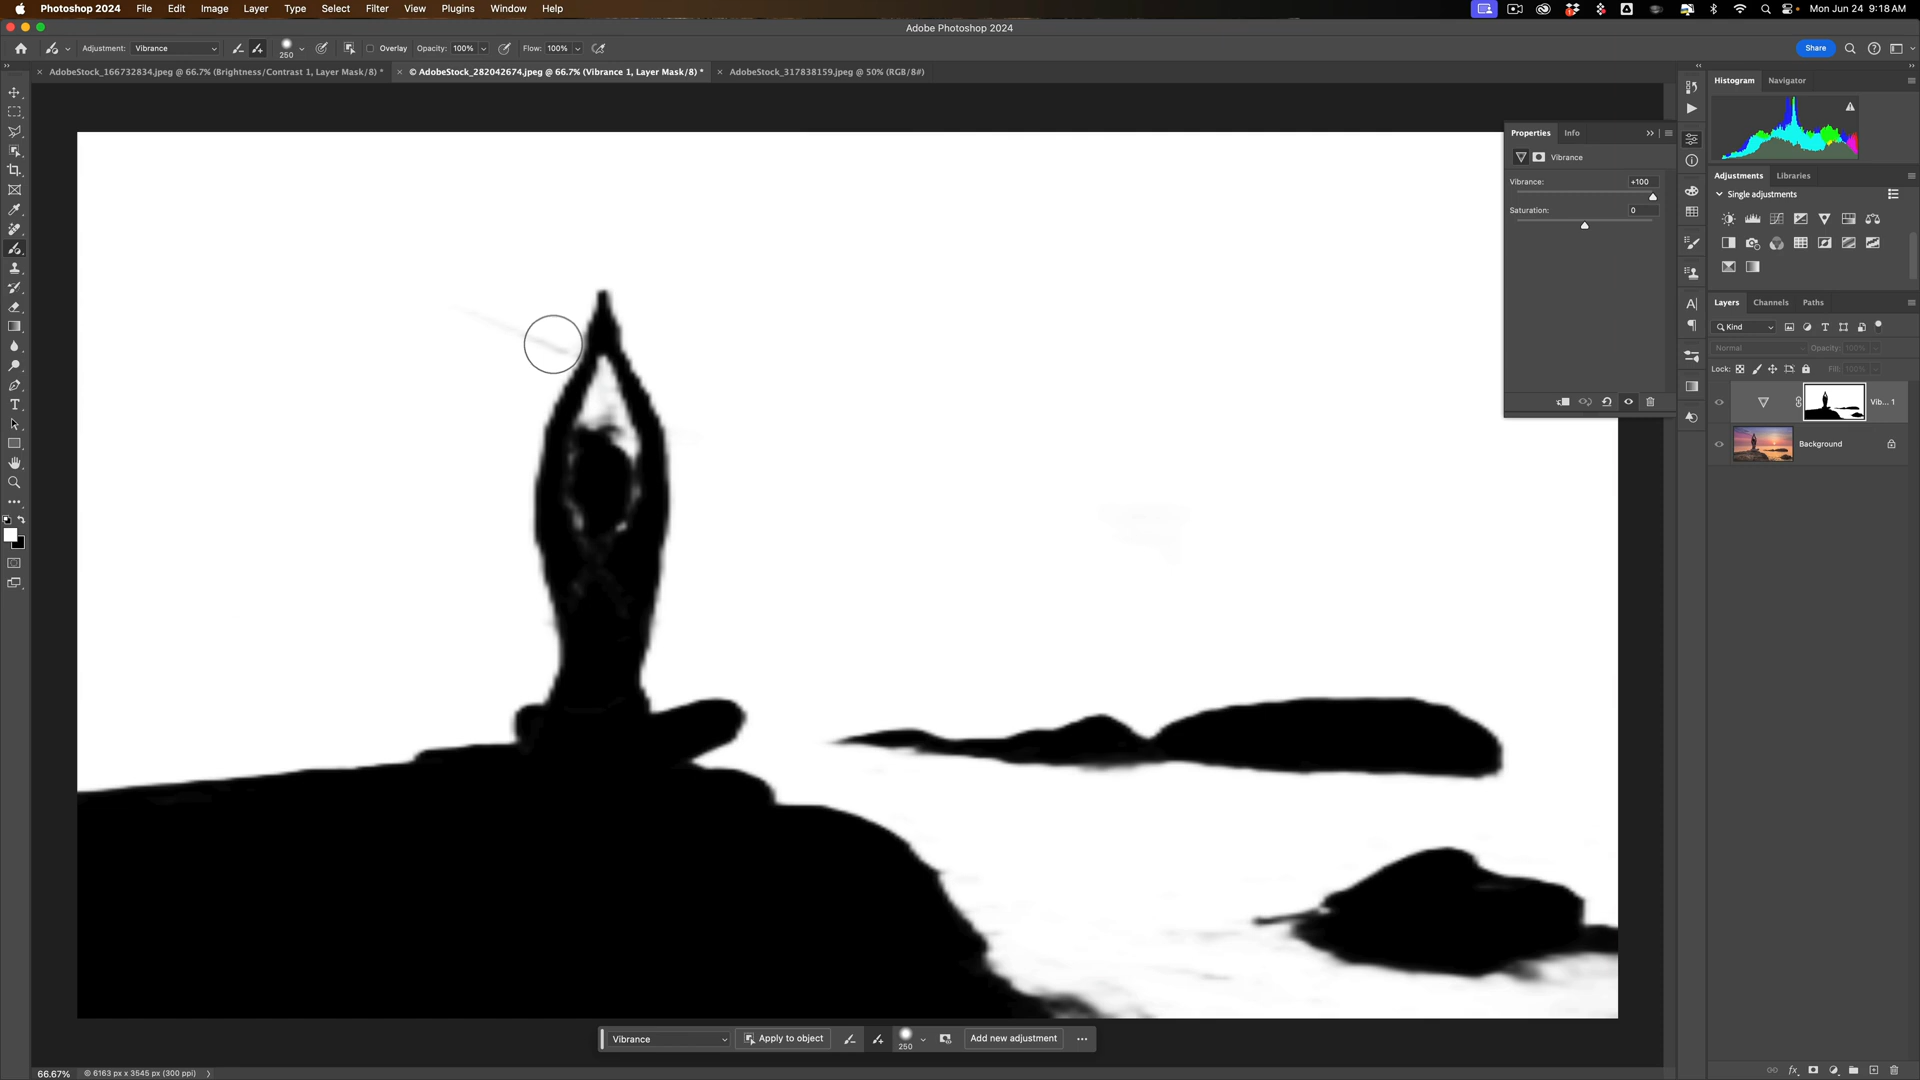 Photoshop 2024 File Edit Image Layer Type Select Filter View Plugins Window Help Mon Jun 24 9:18 AM
Adobe Photoshop 2024
Adjustment: Vibrance 250 Overlay Opacity: 100% Flow: 100% Share
AdobeStock_166732834.jpeg @ 66.7% (Brightness/Contrast 1, Layer Mask/8) * © AdobeStock_282042674.jpeg @ 66.7% (Vibrance 1, Layer Mask/8) * AdobeStock_317838159.jpeg @ 50% (RGB/8#)
Histogram Navigator
Properties Info
Vibrance
Vibrance: +100
Saturation: 0
Adjustments Libraries
Single adjustments
Layers Channels Paths
Kind
Normal Opacity: 100%
Lock: Fill: 100%
Vib... 1
Background
Vibrance Apply to object 250 Add new adjustment
66.67% © 6163 px x 3545 px (300 ppi)